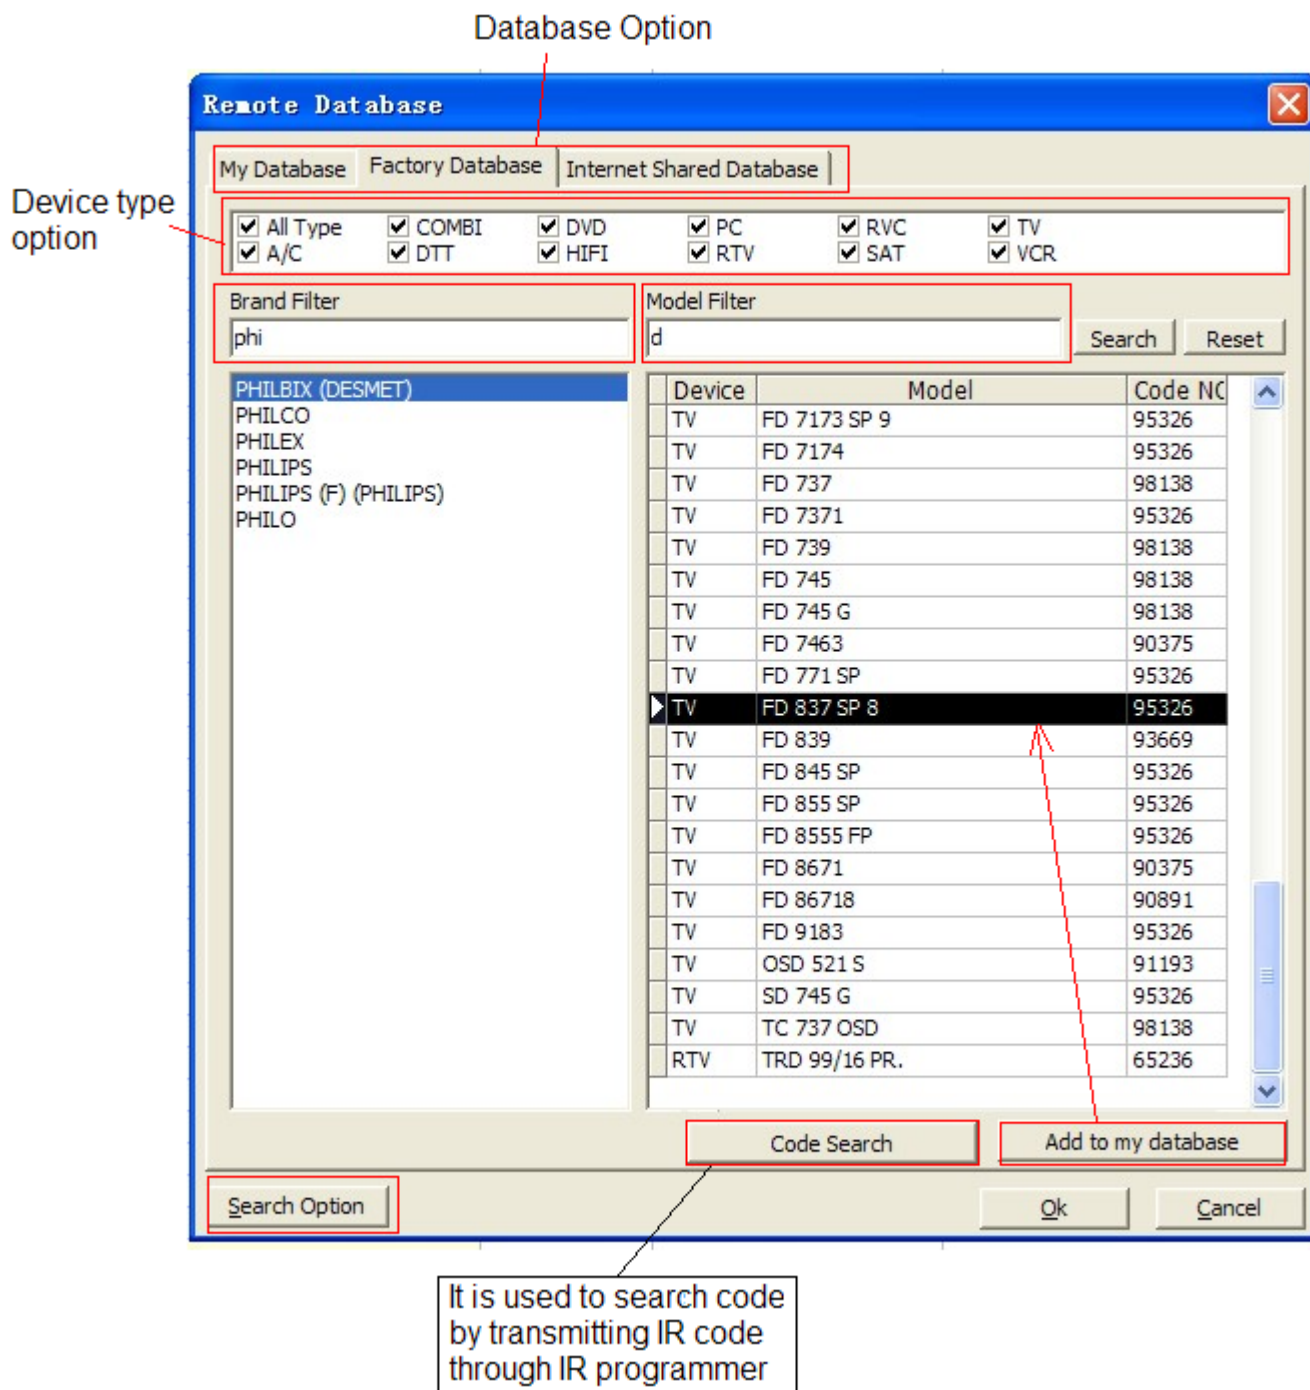 Database Option
Remote Database
My Database Factory Database Internet Shared Database
Device type
option
All Type COMBI DVD PC RVC TV
A/C DTT HIFI RTV SAT VCR
Brand Filter Model Filter
phi d Search Reset
PHILBIX (DESMET)
PHILCO
PHILEX
PHILIPS
PHILIPS (F) (PHILIPS)
PHILO
Device Model Code NO
TV FD 7173 SP 9 95326
TV FD 7174 95326
TV FD 737 98138
TV FD 7371 95326
TV FD 739 98138
TV FD 745 98138
TV FD 745 G 98138
TV FD 7463 90375
TV FD 771 SP 95326
TV FD 837 SP 8 95326
TV FD 839 93669
TV FD 845 SP 95326
TV FD 855 SP 95326
TV FD 8555 FP 95326
TV FD 8671 90375
TV FD 86718 90891
TV FD 9183 95326
TV OSD 521 S 91193
TV SD 745 G 95326
TV TC 737 OSD 98138
RTV TRD 99/16 PR. 65236
Code Search Add to my database
Search Option Ok Cancel
It is used to search code
by transmitting IR code
through IR programmer